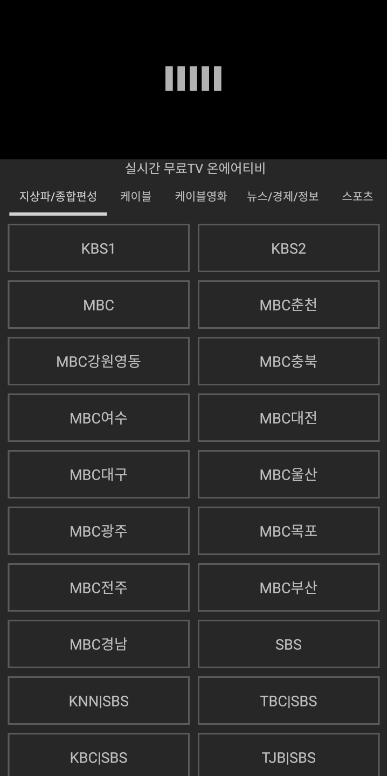 실시간 무료TV 온에어티비
지상파/종합편성 케이블 케이블영화 뉴스/경제/정보 스포츠
KBS1 KBS2
MBC MBC춘천
MBC강원영동 MBC충북
MBC여수 MBC대전
MBC대구 MBC울산
MBC광주 MBC목포
MBC전주 MBC부산
MBC경남 SBS
KNN|SBS TBC|SBS
KBC|SBS TJB|SBS